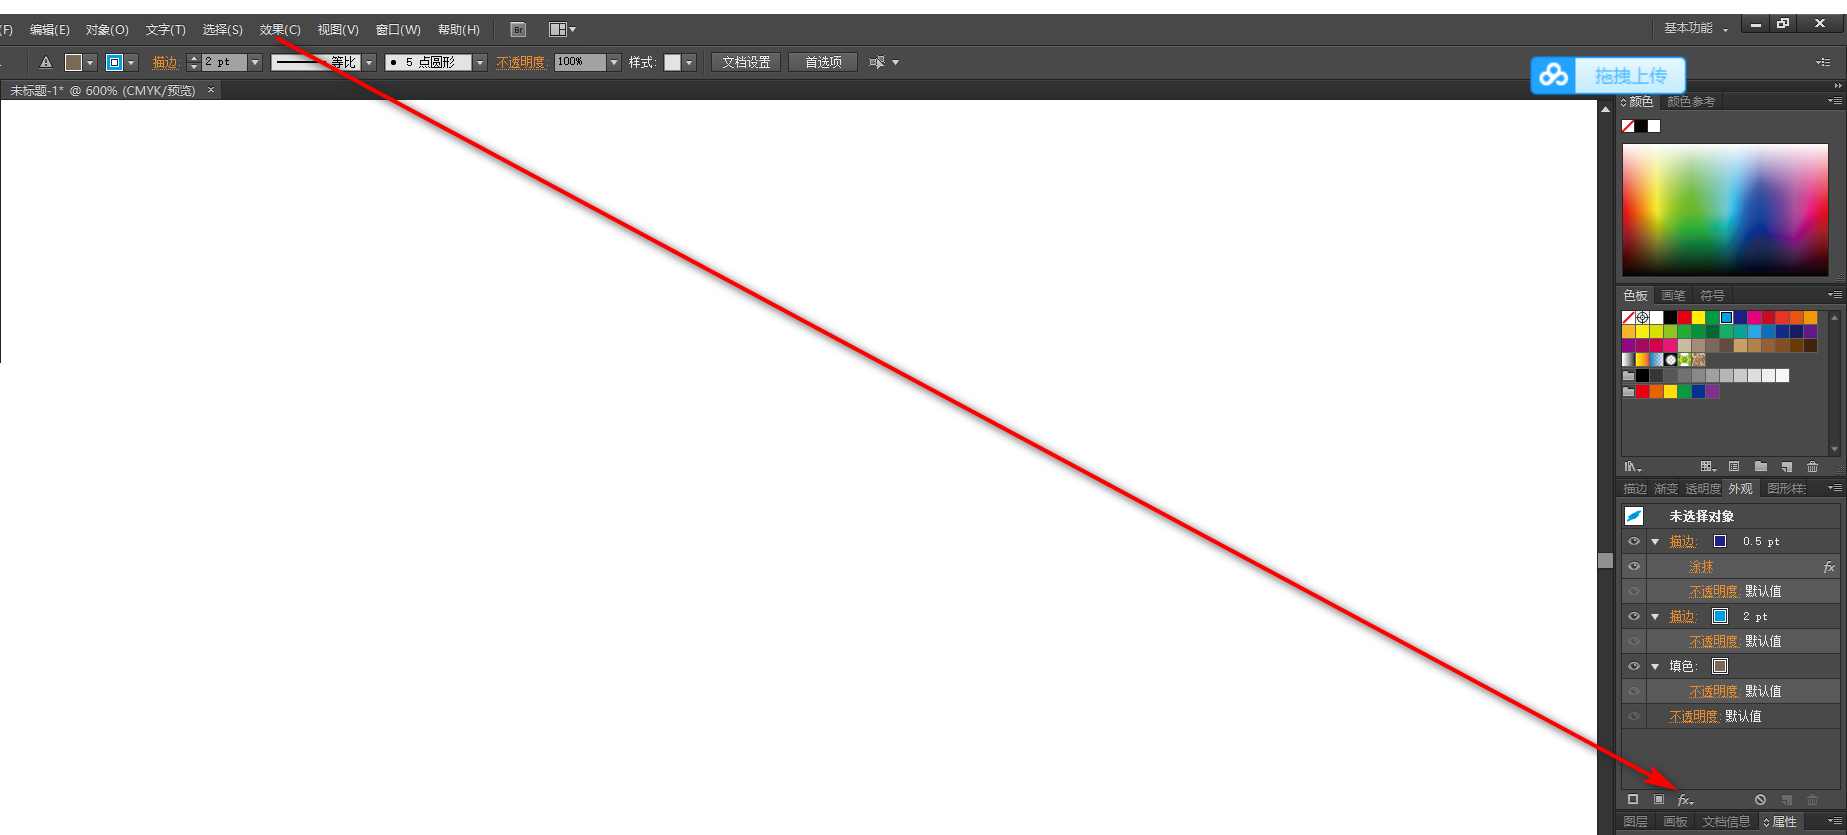 (F) 编辑(E) 对象(O) 文字(T) 选择(S) 效果(C) 视图(V) 窗口(W) 帮助(H) Br 基本功能
描边: 2 pt 等比 5 点圆形 不透明度: 100% 样式: 文档设置 首选项
拖拽上传
未标题-1* @ 600% (CMYK/预览) ×
颜色 颜色参考
色板 画笔 符号
描边 渐变 透明度 外观 图形样
未选择对象
描边: 0.5 pt
涂抹 fx
不透明度: 默认值
描边: 2 pt
不透明度: 默认值
填色:
不透明度: 默认值
不透明度: 默认值
fx
图层 画板 文档信息 属性